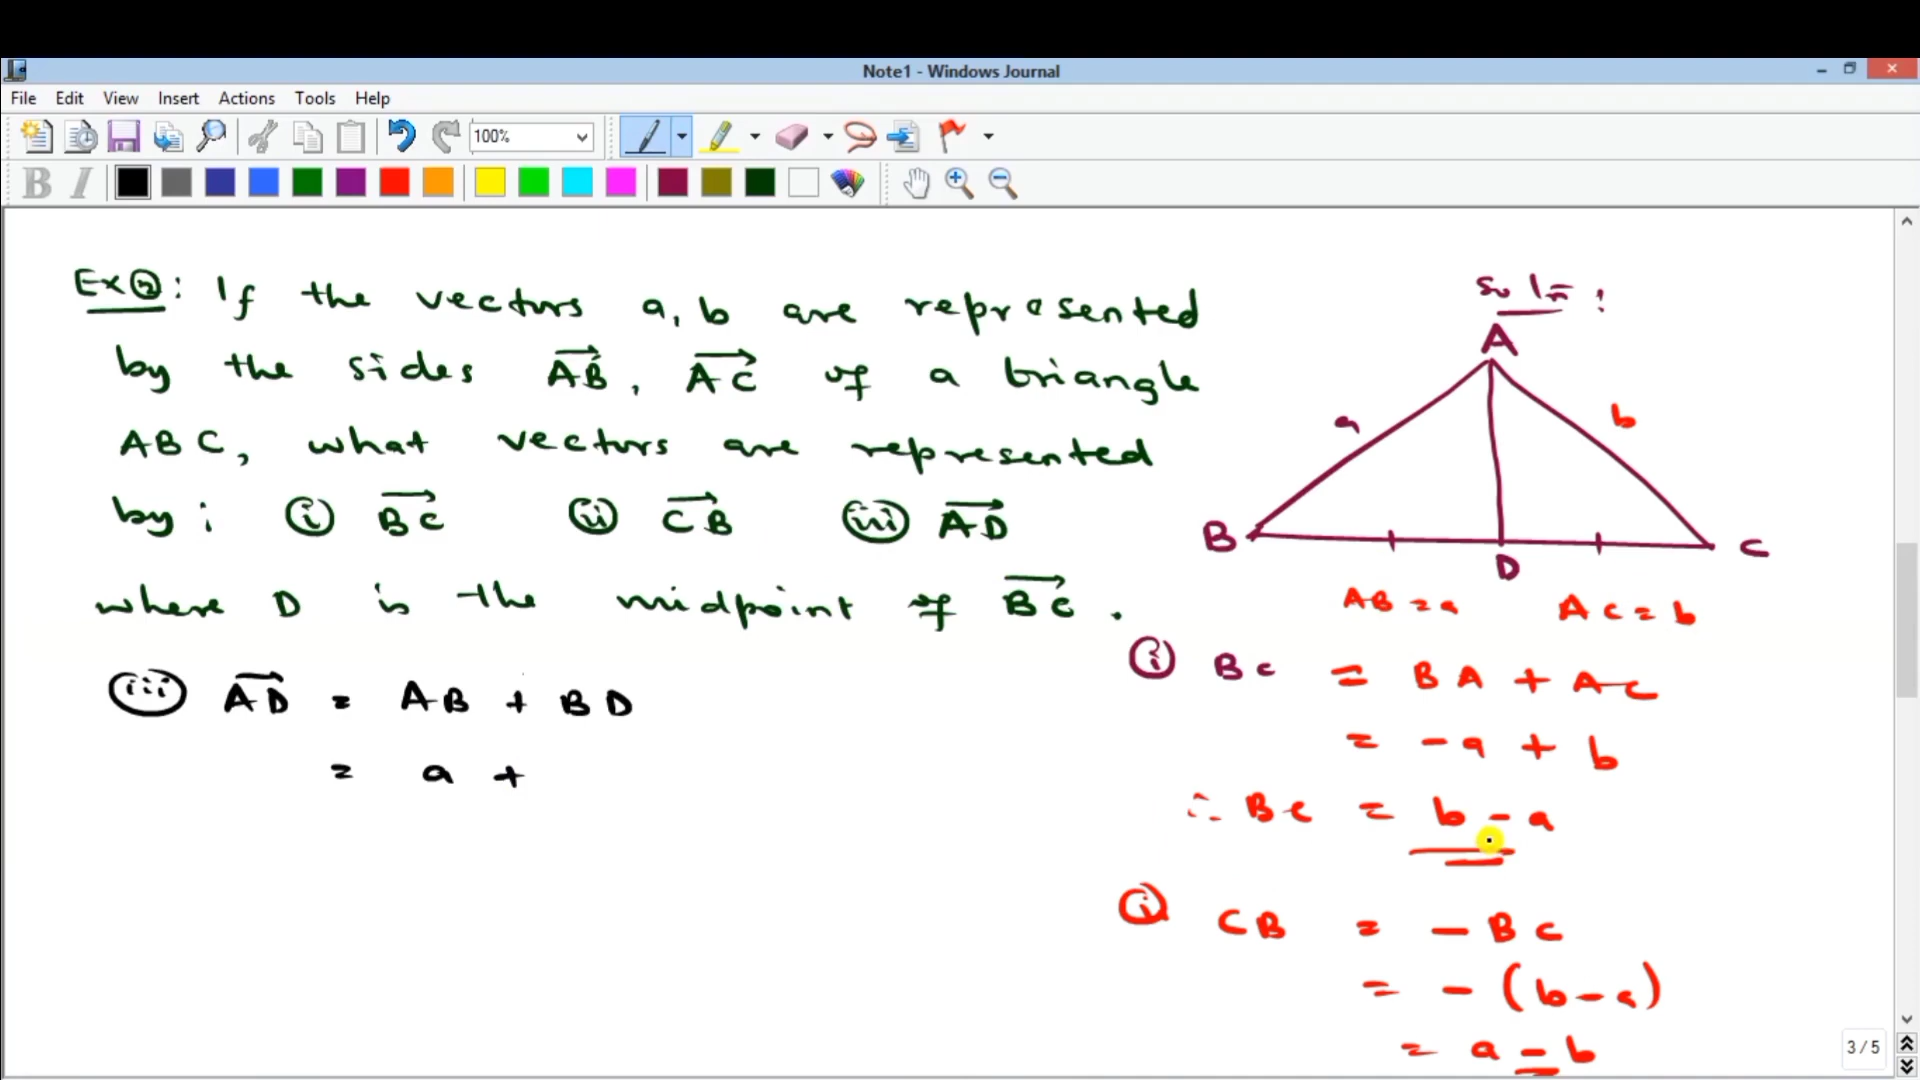 Note1 - Windows Journal
File Edit View Insert Actions Tools Help
100%
B I
Ex②: If the vectors a, b are represented
by the sides AB, AC of a triangle
ABC, what vectors are represented
by: (i) BC (ii) CB (iii) AD
where D is the midpoint of BC.
(iii) AD = AB + BD
= a +
Soln:
A
a b
B D C
AB = a AC = b
(i) BC = BA + AC
= -a + b
∴ BC = b - a
(ii) CB = - BC
= - (b - a)
= a - b
3 / 5